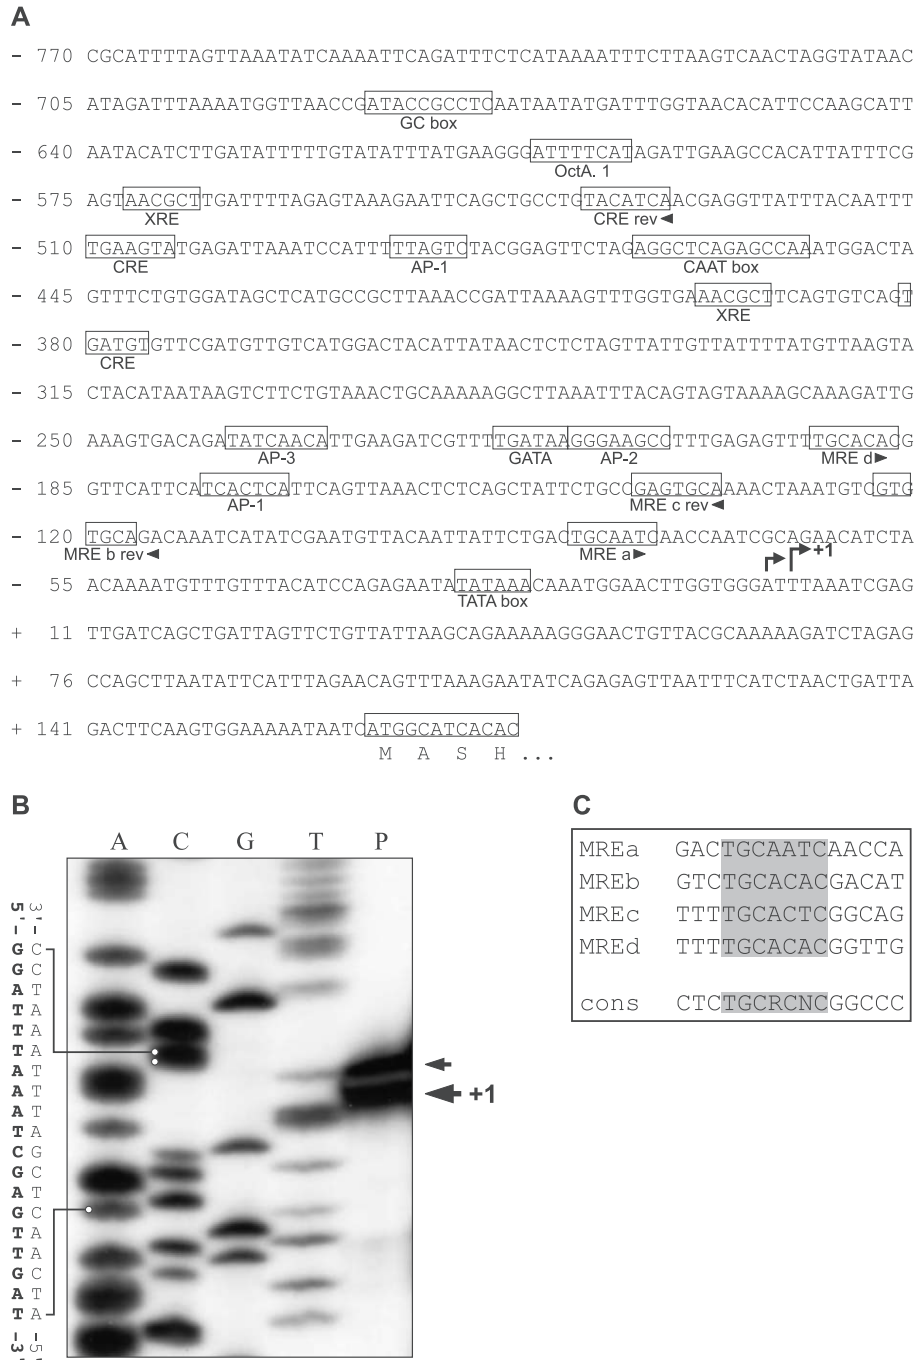 A
- 770 CGCATTTTAGTTAAATATCAAAATTCAGATTTCTCATAAAATTTCTTAAGTCAACTAGGTATAAC
- 705 ATAGATTTAAAATGGTTAACCGATACCGCCTCAATAATATGATTTGGTAACACATTCCAAGCATT
GC box
- 640 AATACATCTTGATATTTTTGTATATTTATGAAGGGATTTTCATAGATTGAAGCCACATTATTTCG
OctA. 1
- 575 AGTAACGCTTGATTTTAGAGTAAAGAATTCAGCTGCCTGTACATCAACGAGGTTATTTACAATTT
XRE CRE rev◄
- 510 TGAAGTATGAGATTAAATCCATTTTTAGTCTACGGAGTTCTAGAGGCTCAGAGCCAAATGGACTA
CRE AP-1 CAAT box
- 445 GTTTCTGTGGATAGCTCATGCCGCTTAAACCGATTAAAAGTTTGGTGAAACGCTTCAGTGTCAGT
XRE
- 380 GATGTGTTCGATGTTGTCATGGACTACATTATAACTCTCTAGTTATTGTTATTTTATGTTAAGTA
CRE
- 315 CTACATAATAAGTCTTCTGTAAACTGCAAAAAGGCTTAAATTTACAGTAGTAAAAGCAAAGATTG
- 250 AAAGTGACAGATATCAACATTGAAGATCGTTTTGATAAGGGAAGCCTTTGAGAGTTTTGCACACG
AP-3 GATA AP-2 MRE d►
- 185 GTTCATTCATCACTCATTCAGTTAAACTCTCAGCTATTCTGCCGAGTGCAAAACTAAATGTCGTG
AP-1 MRE c rev◄
- 120 TGCAGACAAATCATATCGAATGTTACAATTATTCTGACTGCAATCAACCAATCGCAGAACATCTA
MRE b rev◄ MRE a► +1
- 55 ACAAAATGTTTGTTTACATCCAGAGAATATATAAACAAATGGAACTTGGTGGGATTTAAATCGAG
TATA box
+ 11 TTGATCAGCTGATTAGTTCTGTTATTAAGCAGAAAAAGGGAACTGTTACGCAAAAAGATCTAGAG
+ 76 CCAGCTTAATATTCATTTAGAACAGTTTAAAGAATATCAGAGAGTTAATTTCATCTAACTGATTA
+ 141 GACTTCAAGTGGAAAAATAATCATGGCATCACAC
M A S H ...
B
A C G T P
5'-GGATTTAAATCGAGTTGAT-3'
3'-CCTAAATTTAGCTCAACTA-5'
+1
C
MREa GACTGCAATCAACCA
MREb GTCTGCACACGACAT
MREc TTTTGCACTCGGCAG
MREd TTTTGCACACGGTTG
cons CTCTGCRCNCGGCCC